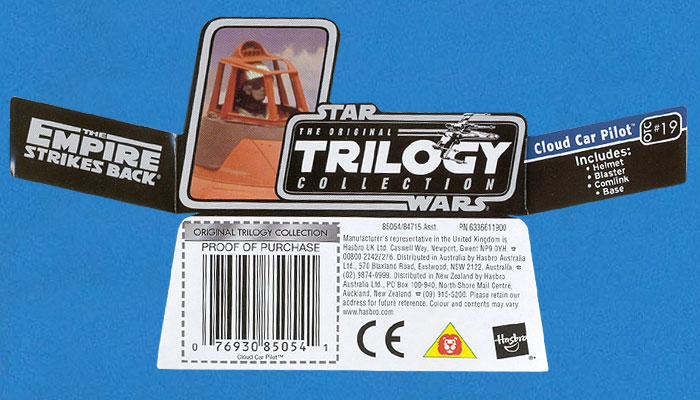 THE
EMPIRE
STRIKES BACK®
STAR
THE ORIGINAL
TRILOGY
COLLECTION
WARS®
Cloud Car Pilot™
OTC #19
Includes:
• Helmet
• Blaster
• Comlink
• Base
ORIGINAL TRILOGY COLLECTION
PROOF OF PURCHASE
0 76930 85054 1
Cloud Car Pilot™
85054/84715 Asst. PN 6336611900
Manufacturer's representative in the United Kingdom is
Hasbro UK Ltd. Caswell Way, Newport, Gwent NP9 0YH. ☎
00800 22427276. Distributed in Australia by Hasbro Australia
Ltd., 570 Blaxland Road, Eastwood, NSW 2122, Australia. ☎
(02) 9874-0999. Distributed in New Zealand by Hasbro
Australia Ltd., PO Box 100-940, North Shore Mail Centre,
Auckland, New Zealand ☎ (09) 915-5200. Please retain our
address for future reference. Colour and contents may vary.
www.hasbro.com
CE
Hasbro
®*